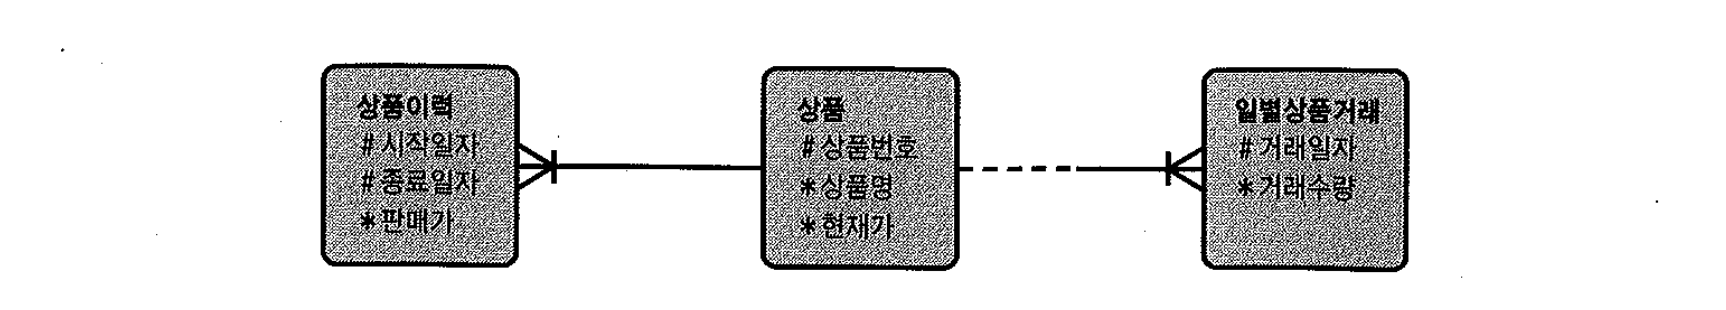 상품이력
#시작일자
#종료일자
*판매가
상품
#상품번호
*상품명
*현재가
일별상품거래
#거래일자
*거래수량